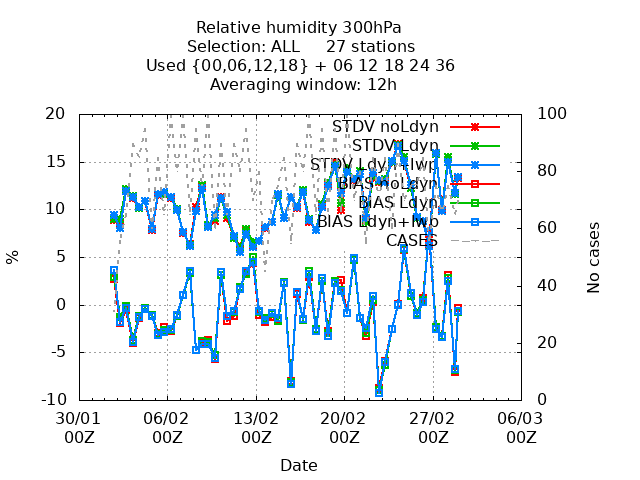 Relative humidity 300hPa
Selection: ALL 27 stations
Used {00,06,12,18} + 06 12 18 24 36
Averaging window: 12h
20 100
STDV noLdyn
STDV Ldyn
15 80
STDV Ldyn+lwp
BIAS noLdyn
10 BIAS Ldyn
BIAS Ldyn+lwp 60
CASES
5
% No cases
0 40
-5 20
-10 0
30/01 06/02 13/02 20/02 27/02 06/03
00Z 00Z 00Z 00Z 00Z 00Z
Date